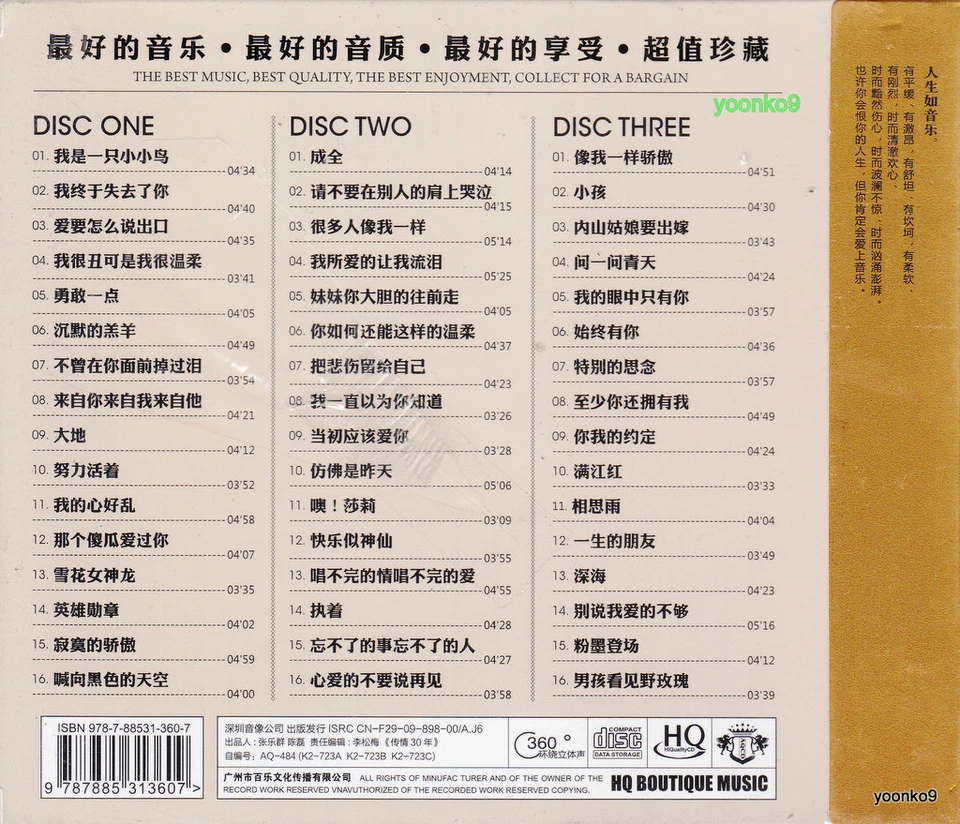 最好的音乐·最好的音质·最好的享受·超值珍藏
THE BEST MUSIC, BEST QUALITY, THE BEST ENJOYMENT, COLLECT FOR A BARGAIN
yoonko9
DISC ONE
01. 我是一只小小鸟 04'34
02. 我终于失去了你 04'40
03. 爱要怎么说出口 04'35
04. 我很丑可是我很温柔 03'41
05. 勇敢一点 04'05
06. 沉默的羔羊 04'49
07. 不曾在你面前掉过泪 03'54
08. 来自你来自我来自他 04'21
09. 大地 04'12
10. 努力活着 03'52
11. 我的心好乱 04'58
12. 那个傻瓜爱过你 04'07
13. 雪花女神龙 03'35
14. 英雄勋章 04'02
15. 寂寞的骄傲 04'59
16. 喊向黑色的天空 04'00
DISC TWO
01. 成全 04'14
02. 请不要在别人的肩上哭泣 04'15
03. 很多人像我一样 05'14
04. 我所爱的让我流泪 05'25
05. 妹妹你大胆的往前走 04'05
06. 你如何还能这样的温柔 04'37
07. 把悲伤留给自己 04'23
08. 我一直以为你知道 03'26
09. 当初应该爱你 03'28
10. 仿佛是昨天 05'06
11. 噢！莎莉 03'09
12. 快乐似神仙 03'55
13. 唱不完的情唱不完的爱 04'55
14. 执着 04'28
15. 忘不了的事忘不了的人 04'27
16. 心爱的不要说再见 03'58
DISC THREE
01. 像我一样骄傲 04'51
02. 小孩 04'30
03. 内山姑娘要出嫁 03'43
04. 问一问青天 04'24
05. 我的眼中只有你 03'57
06. 始终有你 04'36
07. 特别的思念 03'57
08. 至少你还拥有我 04'49
09. 你我的约定 04'24
10. 满江红 03'33
11. 相思雨 04'04
12. 一生的朋友 03'49
13. 深海 04'23
14. 别说我爱的不够 05'16
15. 粉墨登场 04'12
16. 男孩看见野玫瑰 03'39
人生如音乐。
有平缓、有激昂、有舒坦、有坎坷、有柔软、
有刚烈，时而清澈欢心、
时而黯然伤心，时而波澜不惊、时而汹涌澎湃。
也许你会恨你的人生，但你肯定会爱上音乐。
ISBN 978-7-88531-360-7
9 787885 313607 >
深圳音像公司 出版发行 ISRC CN-F29-09-898-00/A.J6
出品人：张乐群 陈磊 责任编辑：李松梅 《传情30年》
自编号：AQ-484 (K2-723A K2-723B K2-723C)
360°
环绕立体声
COMPACT
disc
DATA STORAGE
HQ
HiQualityCD
广州市百乐文化传播有限公司 ALL RIGHTS OF MINUFAC TURER AND OF THE OWNER OF THE
RECORD WORK RESERVED VNAUTHORIZED OF THE RECORDED WORK RESERVED COPYING.
HQ BOUTIQUE MUSIC
yoonko9